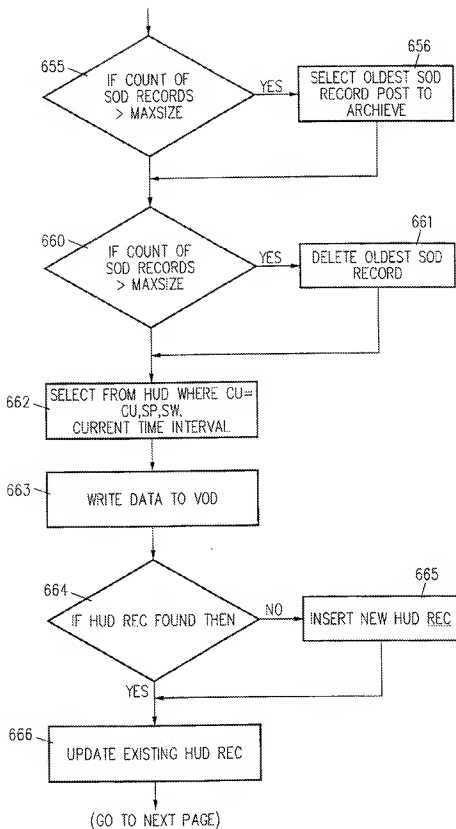 655
IF COUNT OF
SOD RECORDS
> MAXSIZE
YES
656
SELECT OLDEST SOD
RECORD POST TO
ARCHIEVE
660
IF COUNT OF
SOD RECORDS
> MAXSIZE
YES
661
DELETE OLDEST SOD
RECORD
662
SELECT FROM HUD WHERE CU=
CU,SP,SW,
CURRENT TIME INTERVAL
663
WRITE DATA TO VOD
664
IF HUD REC FOUND THEN
NO
665
INSERT NEW HUD REC
YES
666
UPDATE EXISTING HUD REC
(GO TO NEXT PAGE)